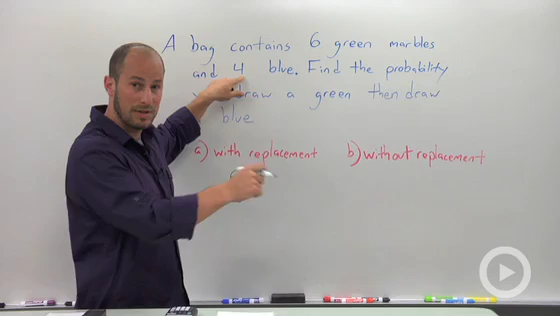 A bag contains 6 green marbles
and 4 blue. Find the probability
draw a green then draw
blue
a) with replacement
b) without replacement